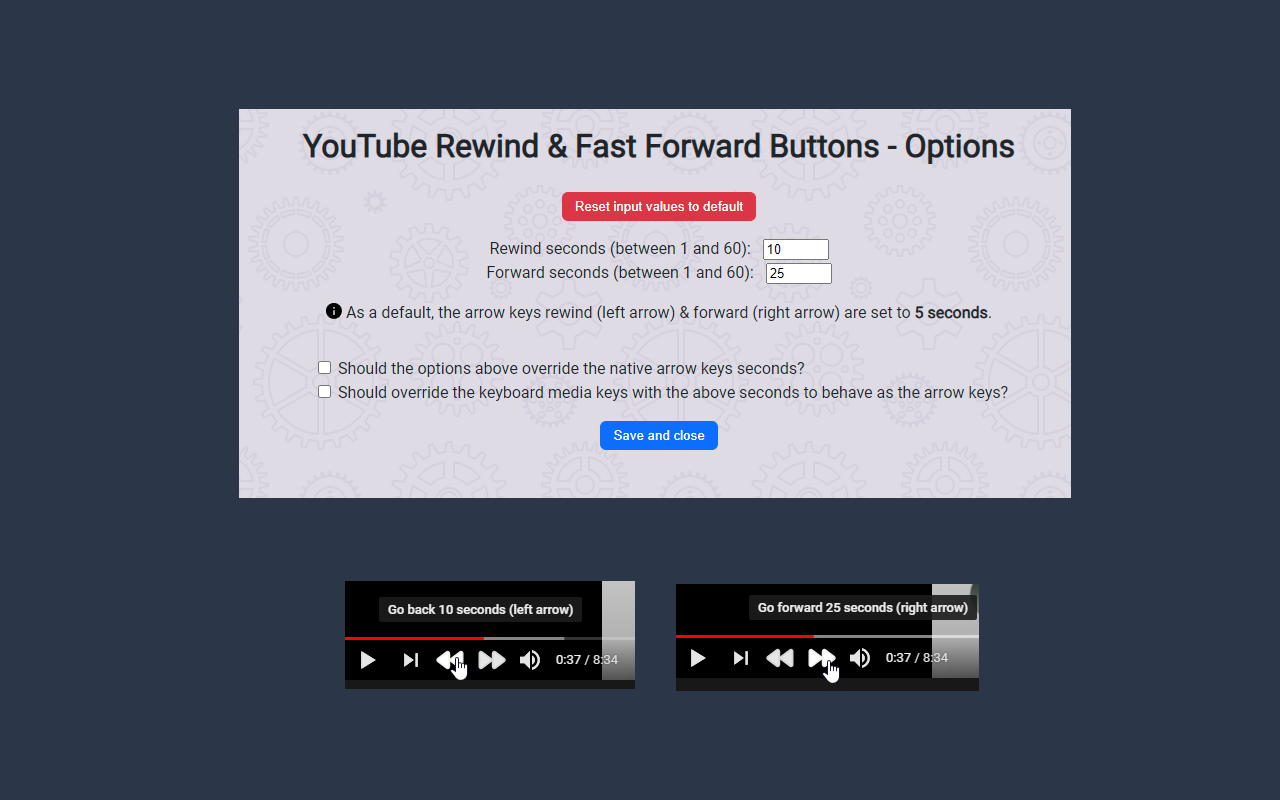 YouTube Rewind & Fast Forward Buttons - Options
Reset input values to default
Rewind seconds (between 1 and 60): 10
Forward seconds (between 1 and 60): 25
As a default, the arrow keys rewind (left arrow) & forward (right arrow) are set to 5 seconds.
Should the options above override the native arrow keys seconds?
Should override the keyboard media keys with the above seconds to behave as the arrow keys?
Save and close
Go back 10 seconds (left arrow)
0:37 / 8:34
Go forward 25 seconds (right arrow)
0:37 / 8:34